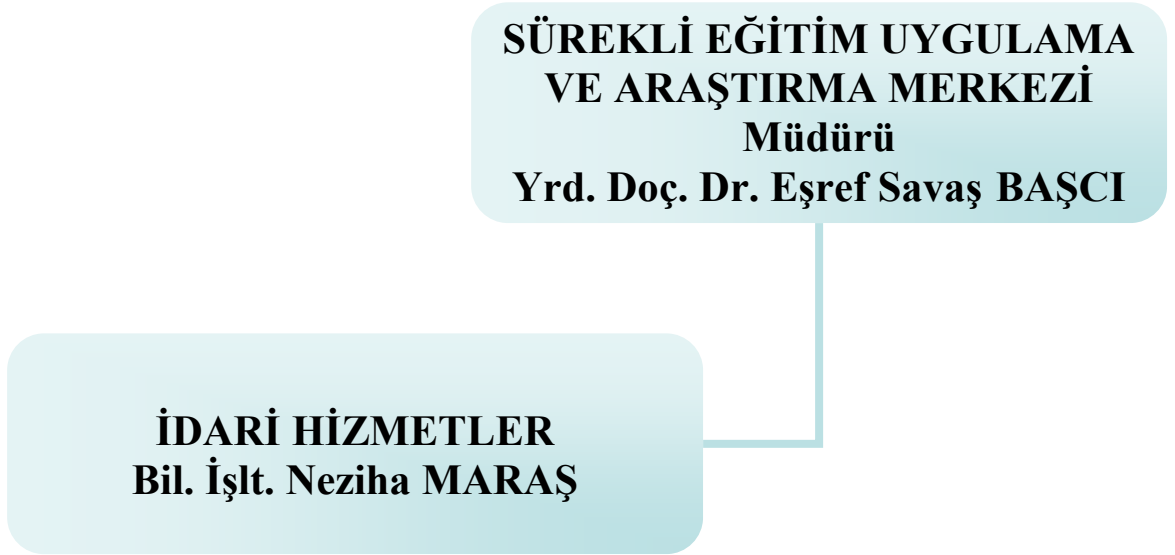 SÜREKLİ EĞİTİM UYGULAMA
VE ARAŞTIRMA MERKEZİ
Müdürü
Yrd. Doç. Dr. Eşref Savaş BAŞCI
İDARİ HİZMETLER
Bil. İşlt. Neziha MARAŞ